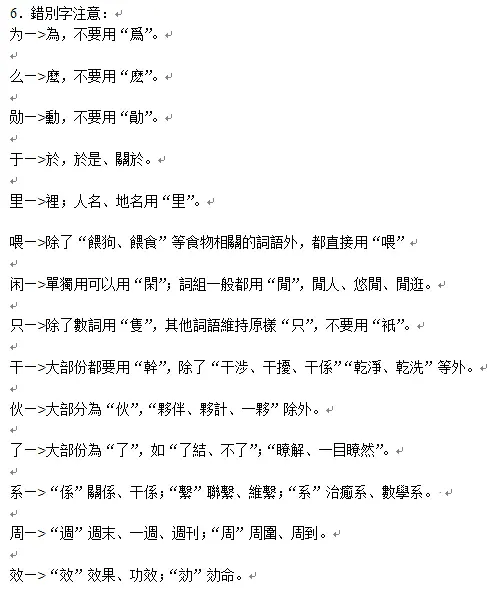 6．錯別字注意：
为—>為，不要用“爲”。
么—>麼，不要用“麽”。
勋—>勳，不要用“勛”。
于—>於，於是、關於。
里—>裡；人名、地名用“里”。
喂—>除了“餵狗、餵食”等食物相關的詞語外，都直接用“喂”
闲—>單獨用可以用“閑”；詞組一般都用“閒”，閒人、悠閒、閒逛。
只—>除了數詞用“隻”，其他詞語維持原樣“只”，不要用“衹”。
干—>大部份都要用“幹”，除了“干涉、干擾、干係”“乾淨、乾洗”等外。
伙—>大部分為“伙”，“夥伴、夥計、一夥”除外。
了—>大部份為“了”，如“了結、不了”；“瞭解、一目瞭然”。
系—>“係”關係、干係；“繫”聯繫、維繫；“系”治癒系、數學系。
周—>“週”週末、一週、週刊；“周”周圍、周到。
效—>“效”效果、功效；“効”効命。